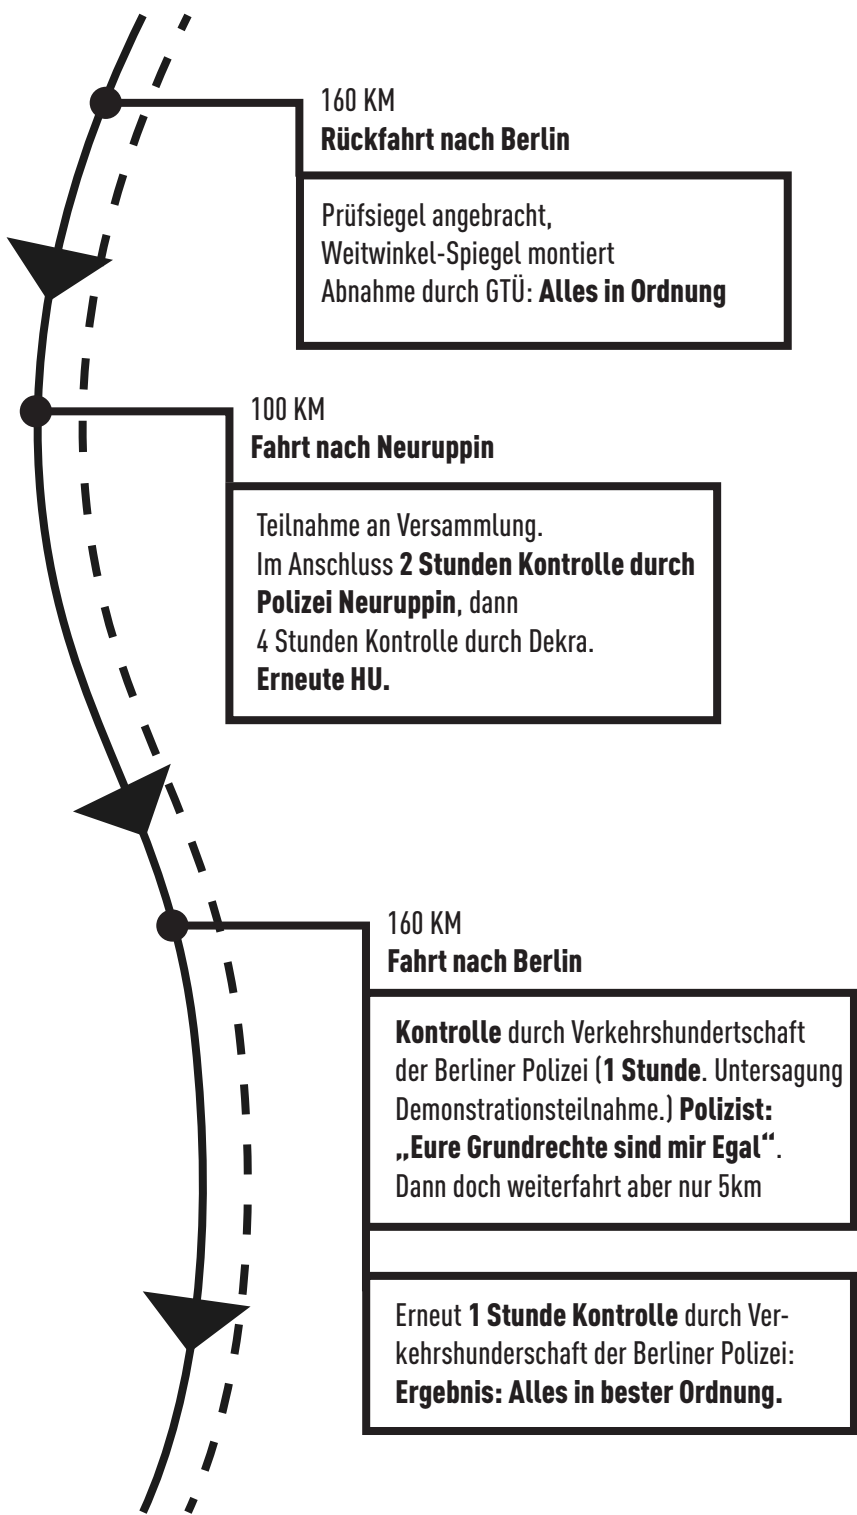 160 KM
Rückfahrt nach Berlin
Prüfsiegel angebracht,
Weitwinkel-Spiegel montiert
Abnahme durch GTÜ: Alles in Ordnung
100 KM
Fahrt nach Neuruppin
Teilnahme an Versammlung.
Im Anschluss 2 Stunden Kontrolle durch
Polizei Neuruppin, dann
4 Stunden Kontrolle durch Dekra.
Erneute HU.
160 KM
Fahrt nach Berlin
Kontrolle durch Verkehrshundertschaft
der Berliner Polizei (1 Stunde. Untersagung
Demonstrationsteilnahme.) Polizist:
„Eure Grundrechte sind mir Egal“.
Dann doch weiterfahrt aber nur 5km
Erneut 1 Stunde Kontrolle durch Ver-
kehrshunderschaft der Berliner Polizei:
Ergebnis: Alles in bester Ordnung.